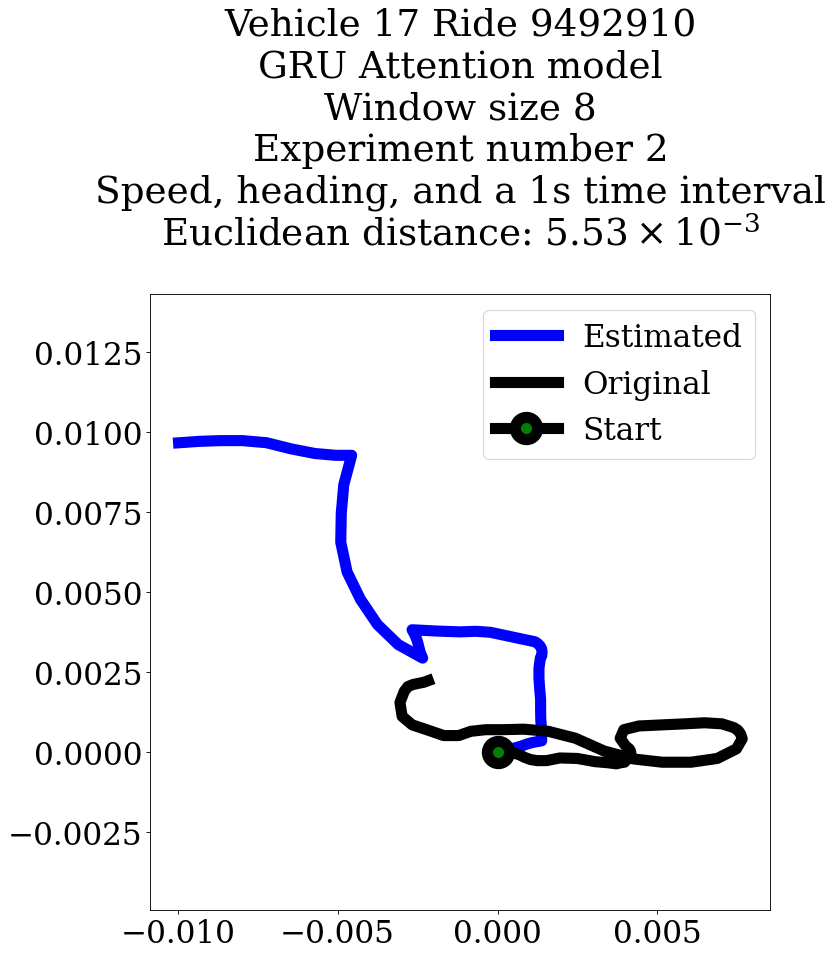 Vehicle 17 Ride 9492910
GRU Attention model
Window size 8
Experiment number 2
Speed, heading, and a 1s time interval
Euclidean distance: 5.53 × 10⁻³
Estimated
Original
Start
0.0125
0.0100
0.0075
0.0050
0.0025
0.0000
−0.0025
−0.010 −0.005 0.000 0.005